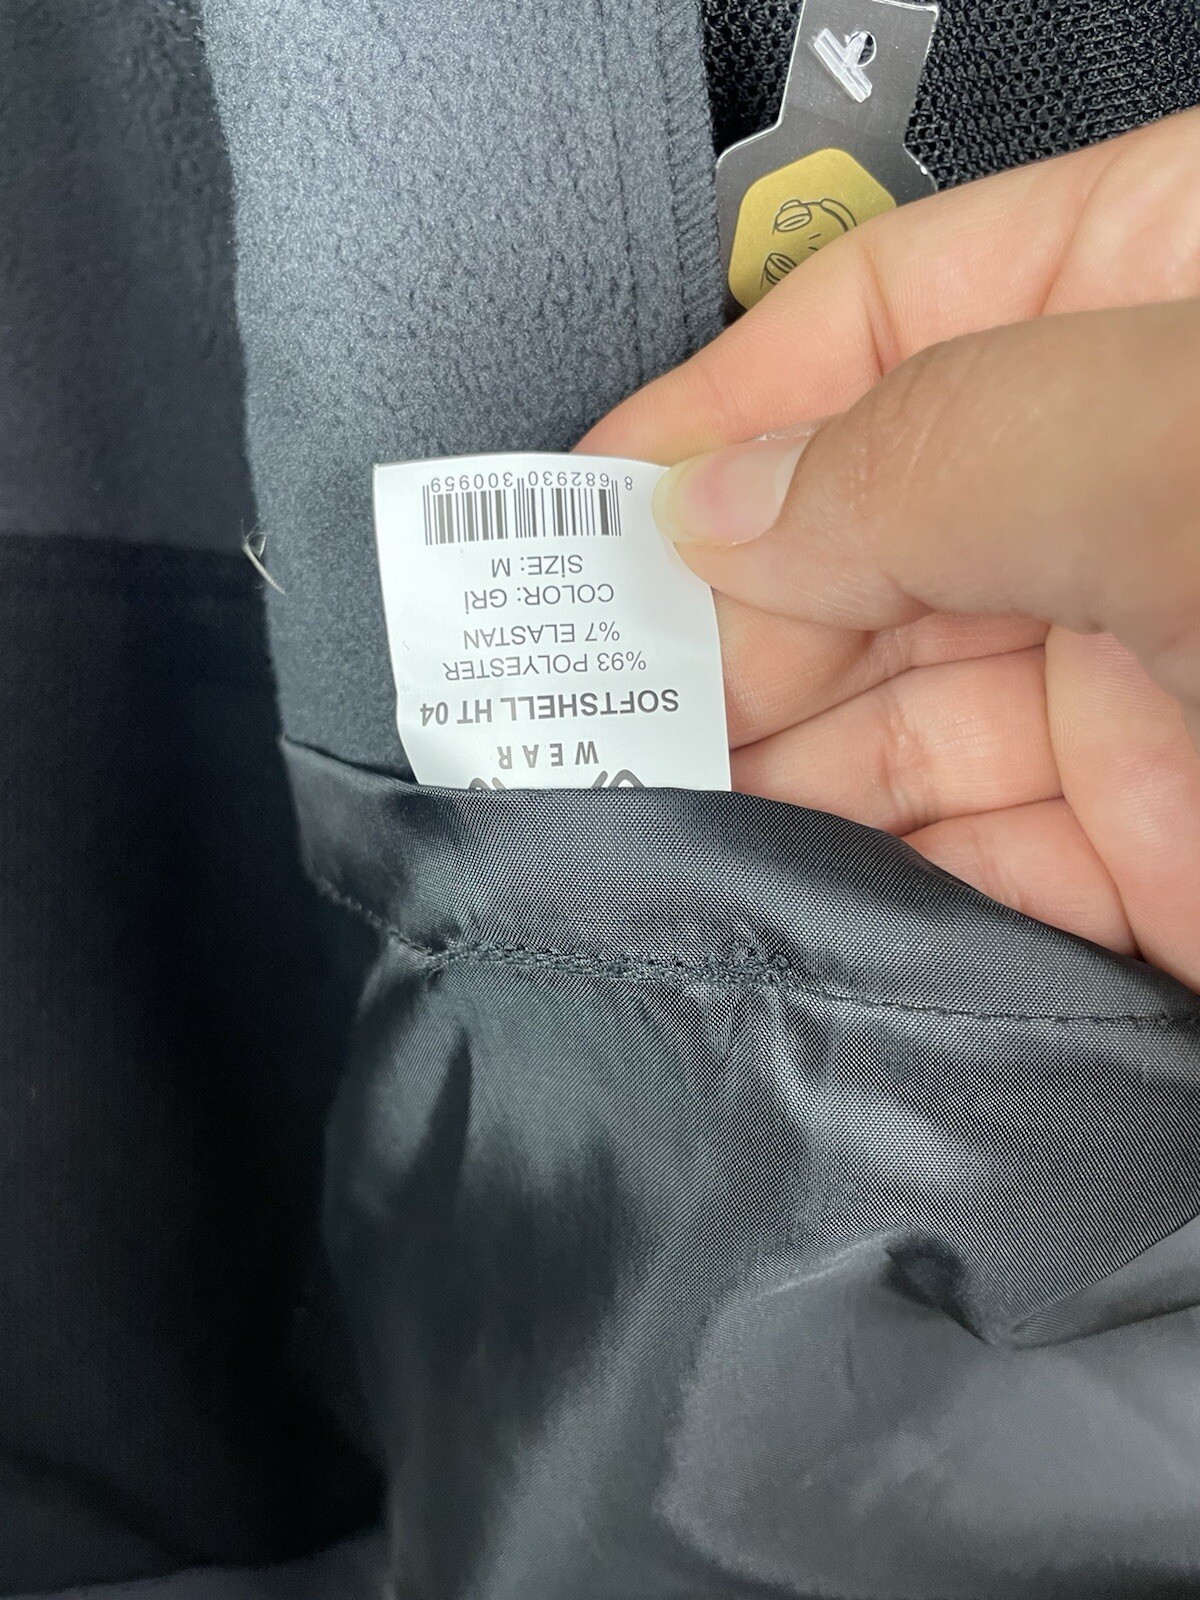 WEAR
SOFTSHELL HT 04
%93 POLYESTER
%7 ELASTAN
COLOR: GRİ
SİZE: M
8 682930 300959